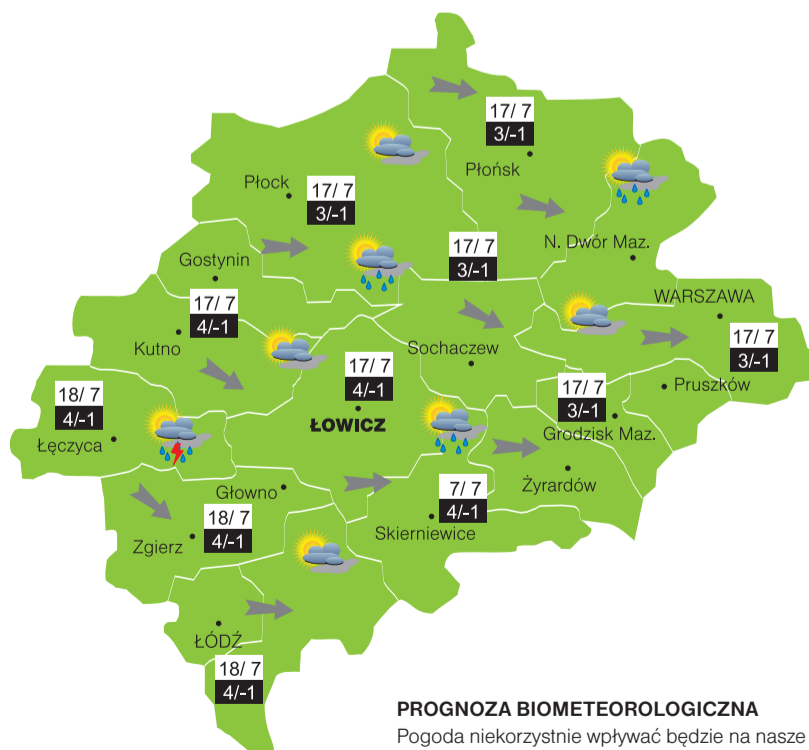 17/ 7
3/-1
Płońsk
Płock
17/ 7
3/-1
17/ 7
3/-1
N. Dwór Maz.
Gostynin
17/ 7
4/-1
Kutno
WARSZAWA
17/ 7
3/-1
Sochaczew
17/ 7
4/-1
ŁOWICZ
Pruszków
17/ 7
3/-1
Grodzisk Maz.
18/ 7
4/-1
Łęczyca
Żyrardów
Głowno
7/ 7
4/-1
Skierniewice
18/ 7
4/-1
Zgierz
ŁÓDŹ
18/ 7
4/-1
PROGNOZA BIOMETEOROLOGICZNA
Pogoda niekorzystnie wpływać będzie na nasze